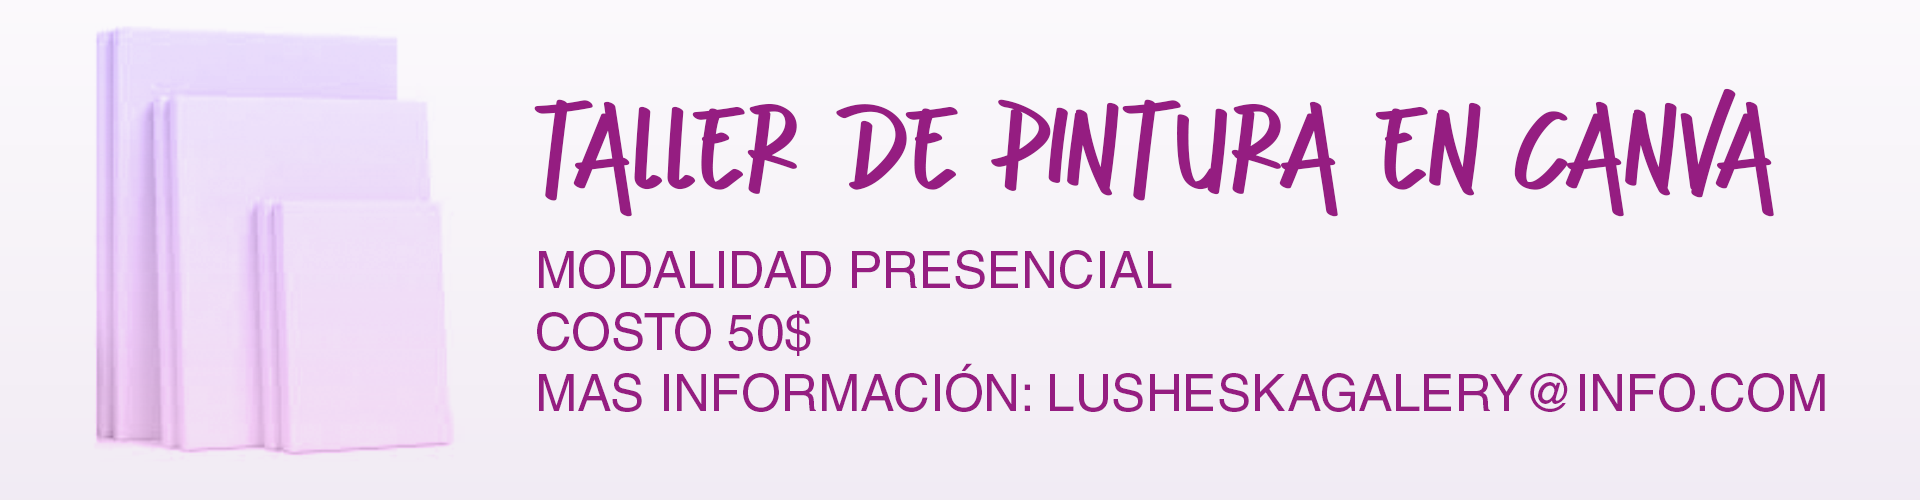 TALLER DE PINTURA EN CANVA
MODALIDAD PRESENCIAL
COSTO 50$
MAS INFORMACIÓN: LUSHESKAGALERY@INFO.COM